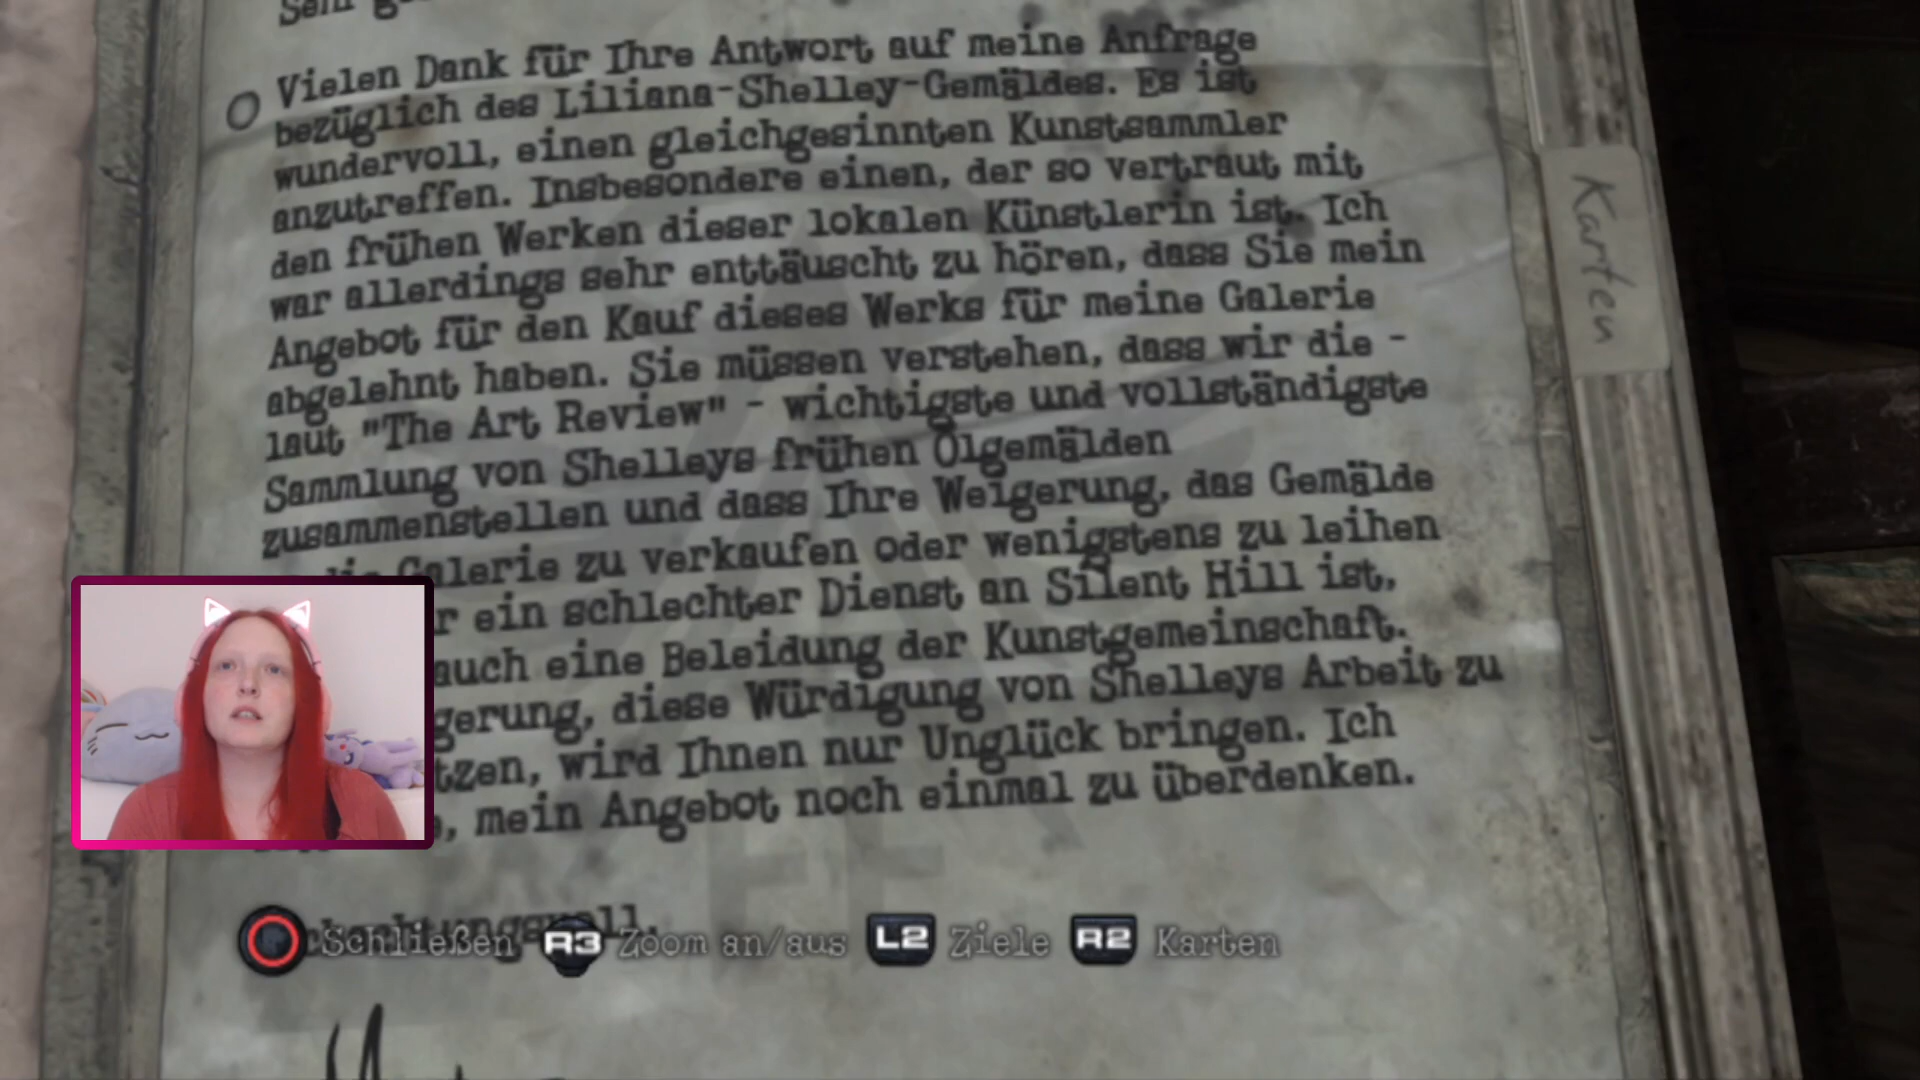 Sehr
Vielen Dank für Ihre Antwort auf meine Anfrage
bezüglich des Liliana-Shelley-Gemäldes. Es ist
wundervoll, einen gleichgesinnten Kunstsammler
anzutreffen. Insbesondere einen, der so vertraut mit
den frühen Werken dieser lokalen Künstlerin ist. Ich
war allerdings sehr enttäuscht zu hören, dass Sie mein
Angebot für den Kauf dieses Werks für meine Galerie
abgelehnt haben. Sie müssen verstehen, dass wir die -
laut "The Art Review" - wichtigste und vollständigste
Sammlung von Shelleys frühen Ölgemälden
zusammenstellen und dass Ihre Weigerung, das Gemälde
die Galerie zu verkaufen oder wenigstens zu leihen
r ein schlechter Dienst an Silent Hill ist,
auch eine Beleidung der Kunstgemeinschaft.
gerung, diese Würdigung von Shelleys Arbeit zu
tzen, wird Ihnen nur Unglück bringen. Ich
, mein Angebot noch einmal zu überdenken.
Karten
Schließen R3 Zoom an/aus L2 Ziele R2 Karten